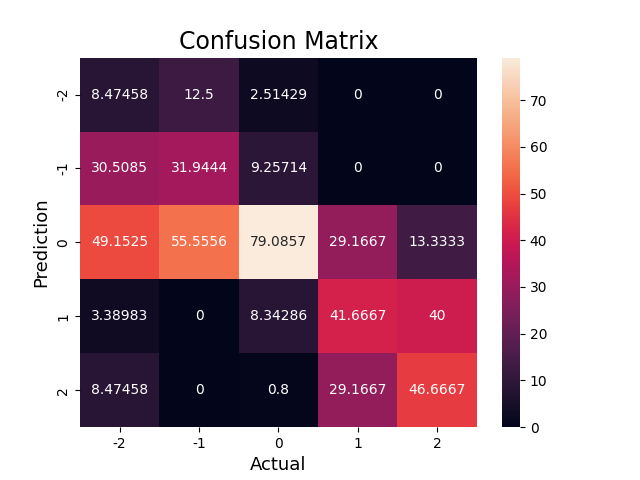 Confusion Matrix
Prediction
-2 8.47458 12.5 2.51429 0 0
-1 30.5085 31.9444 9.25714 0 0
0 49.1525 55.5556 79.0857 29.1667 13.3333
1 3.38983 0 8.34286 41.6667 40
2 8.47458 0 0.8 29.1667 46.6667
-2 -1 0 1 2
Actual
70
60
50
40
30
20
10
0